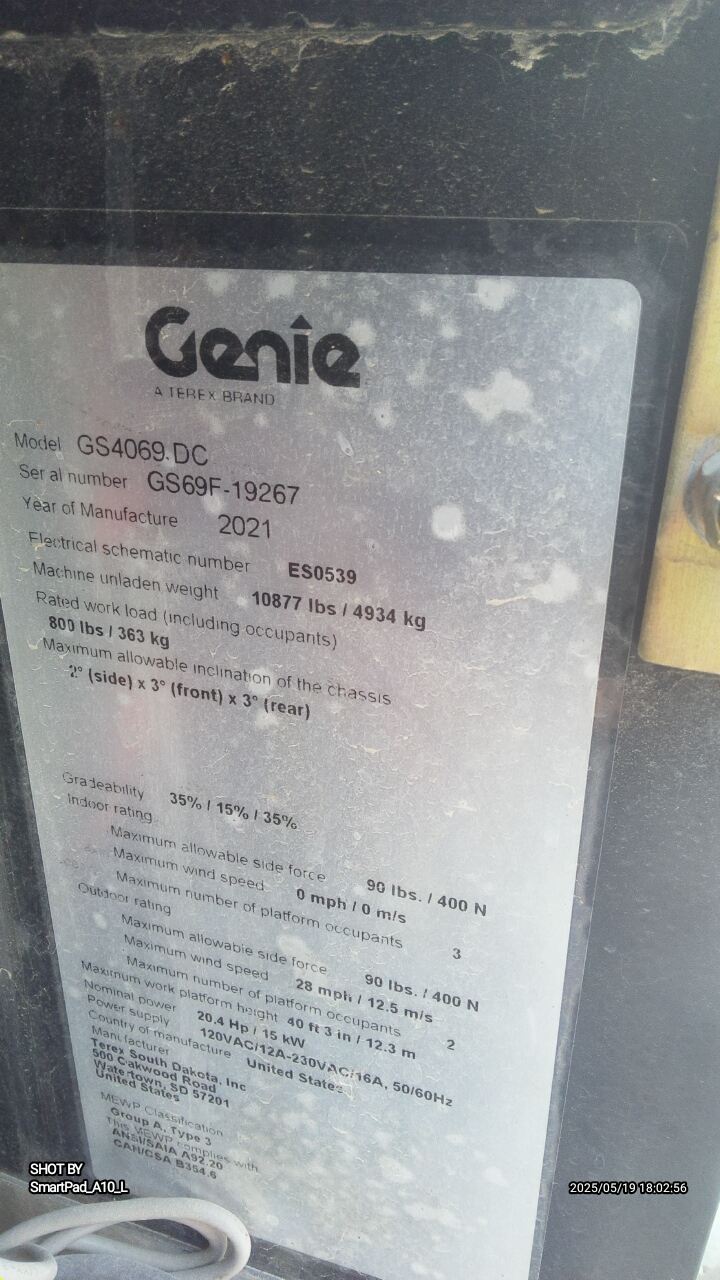 Genie
A TEREX BRAND
Model GS4069 DC
Serial number GS69F-19267
Year of Manufacture 2021
Electrical schematic number ES0539
Machine unladen weight 10877 lbs / 4934 kg
Rated work load (including occupants)
800 lbs / 363 kg
Maximum allowable inclination of the chassis
2° (side) x 3° (front) x 3° (rear)
Gradeability 35% / 15% / 35%
Indoor rating
Maximum allowable side force 90 lbs. / 400 N
Maximum wind speed 0 mph / 0 m/s
Maximum number of platform occupants 3
Outdoor rating
Maximum allowable side force 90 lbs. / 400 N
Maximum wind speed 28 mph / 12.5 m/s
Maximum number of platform occupants 2
Maximum work platform height 40 ft 3 in / 12.3 m
Nominal power 20.4 Hp / 15 kW
Power supply 120VAC/12A-230VAC/16A, 50/60Hz
Country of manufacture United States
Manufacturer
Terex South Dakota, Inc
500 Oakwood Road
Watertown, SD 57201
United States
MEWP Classification
Group A, Type 3
This MEWP complies with
ANSI/SAIA A92.20
CAN/CSA B354.6
SHOT BY
SmartPad_A10_L
2025/05/19 18:02:56